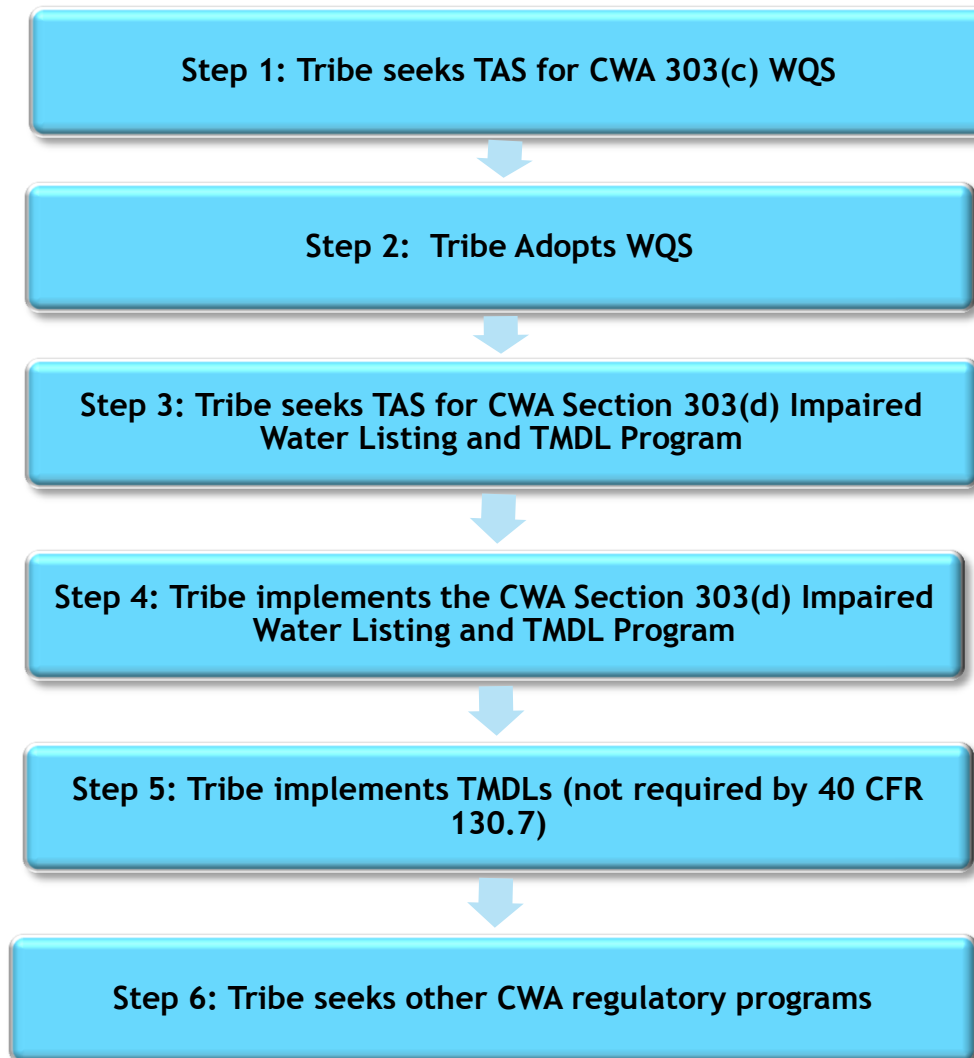 Step 1: Tribe seeks TAS for CWA 303(c) WQS
Step 2:  Tribe Adopts WQS
Step 3: Tribe seeks TAS for CWA Section 303(d) Impaired
Water Listing and TMDL Program
Step 4: Tribe implements the CWA Section 303(d) Impaired
Water Listing and TMDL Program
Step 5: Tribe implements TMDLs (not required by 40 CFR
130.7)
Step 6: Tribe seeks other CWA regulatory programs